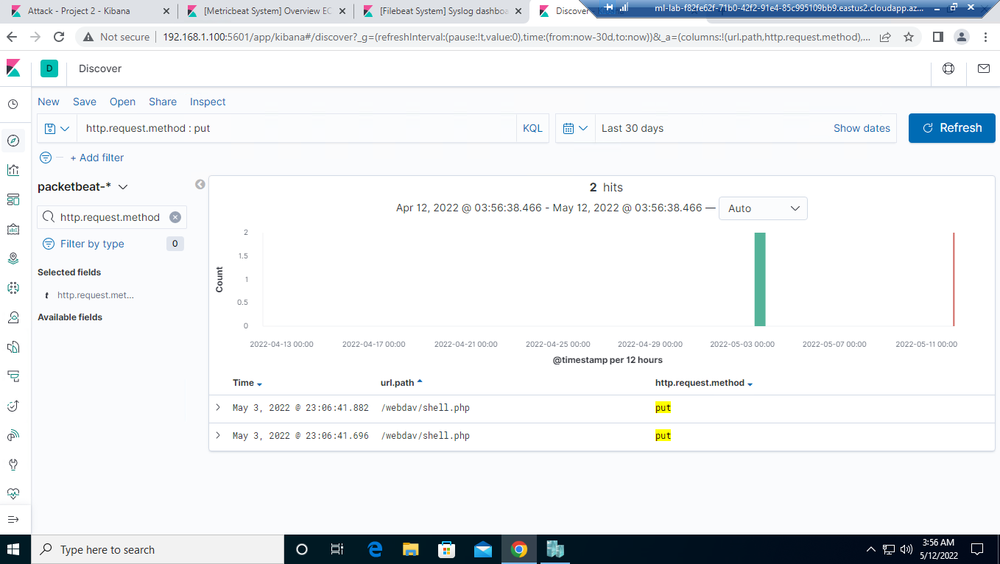 Attack - Project 2 - Kibana
[Metricbeat System] Overview EC
[Filebeat System] Syslog dashboa
Discover
ml-lab-f82fe62f-71b0-42f2-91e4-85c995109bb9.eastus2.cloudapp.az...
Not secure
192.168.1.100:5601/app/kibana#/discover?_g=(refreshInterval:(pause:!t,value:0),time:(from:now-30d,to:now))&_a=(columns:!(url.path,http.request.method),...
D
Discover
New Save Open Share Inspect
http.request.method : put
KQL
Last 30 days
Show dates
Refresh
+ Add filter
packetbeat-*
http.request.method
Filter by type 0
Selected fields
t http.request.met...
Available fields
2 hits
Apr 12, 2022 @ 03:56:38.466 - May 12, 2022 @ 03:56:38.466 —
Auto
Count
2
1.5
1
0.5
0
2022-04-13 00:00 2022-04-17 00:00 2022-04-21 00:00 2022-04-25 00:00 2022-04-29 00:00 2022-05-03 00:00 2022-05-07 00:00 2022-05-11 00:00
@timestamp per 12 hours
Time url.path http.request.method
May 3, 2022 @ 23:06:41.882 /webdav/shell.php put
May 3, 2022 @ 23:06:41.696 /webdav/shell.php put
Type here to search
3:56 AM
5/12/2022